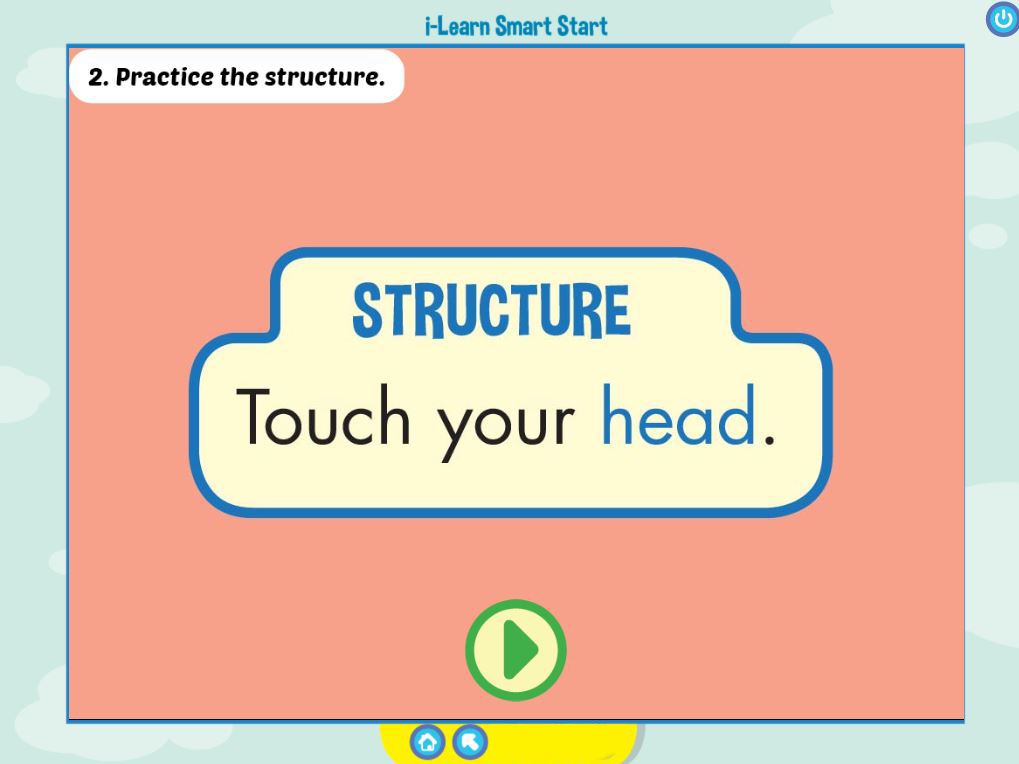 i-Learn Smart Start
2. Practice the structure.
STRUCTURE
Touch your head.